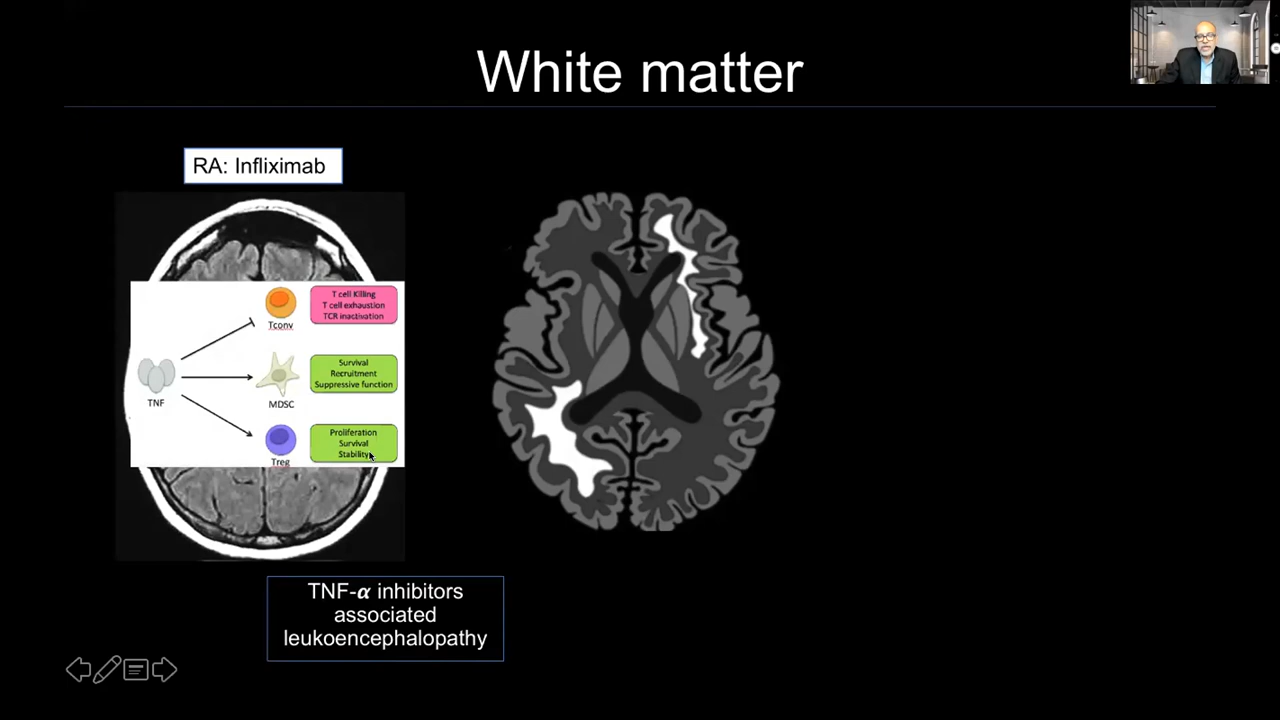 White matter
RA: Infliximab
T cell Killing
T cell exhaustion
TCR inactivation
Tconv
Survival
Recruitment
Suppressive function
TNF
MDSC
Proliferation
Survival
Stability
Treg
TNF-α inhibitors
associated
leukoencephalopathy